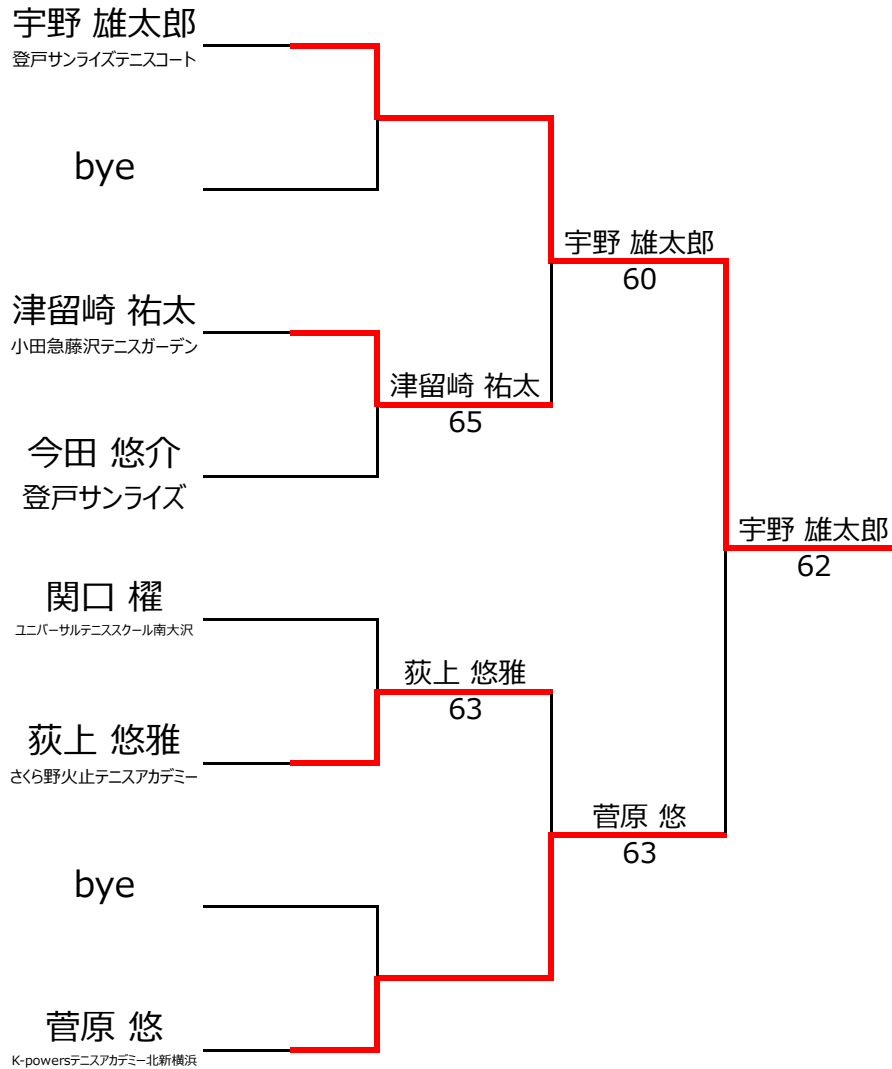 宇野 雄太郎
登戸サンライズテニスコート
bye
宇野 雄太郎
60
津留崎 祐太
小田急藤沢テニスガーデン
津留崎 祐太
65
今田 悠介
登戸サンライズ
宇野 雄太郎
62
関口 櫂
ユニバーサルテニススクール南大沢
荻上 悠雅
63
荻上 悠雅
さくら野火止テニスアカデミー
菅原 悠
63
bye
菅原 悠
K-powersテニスアカデミー北新横浜